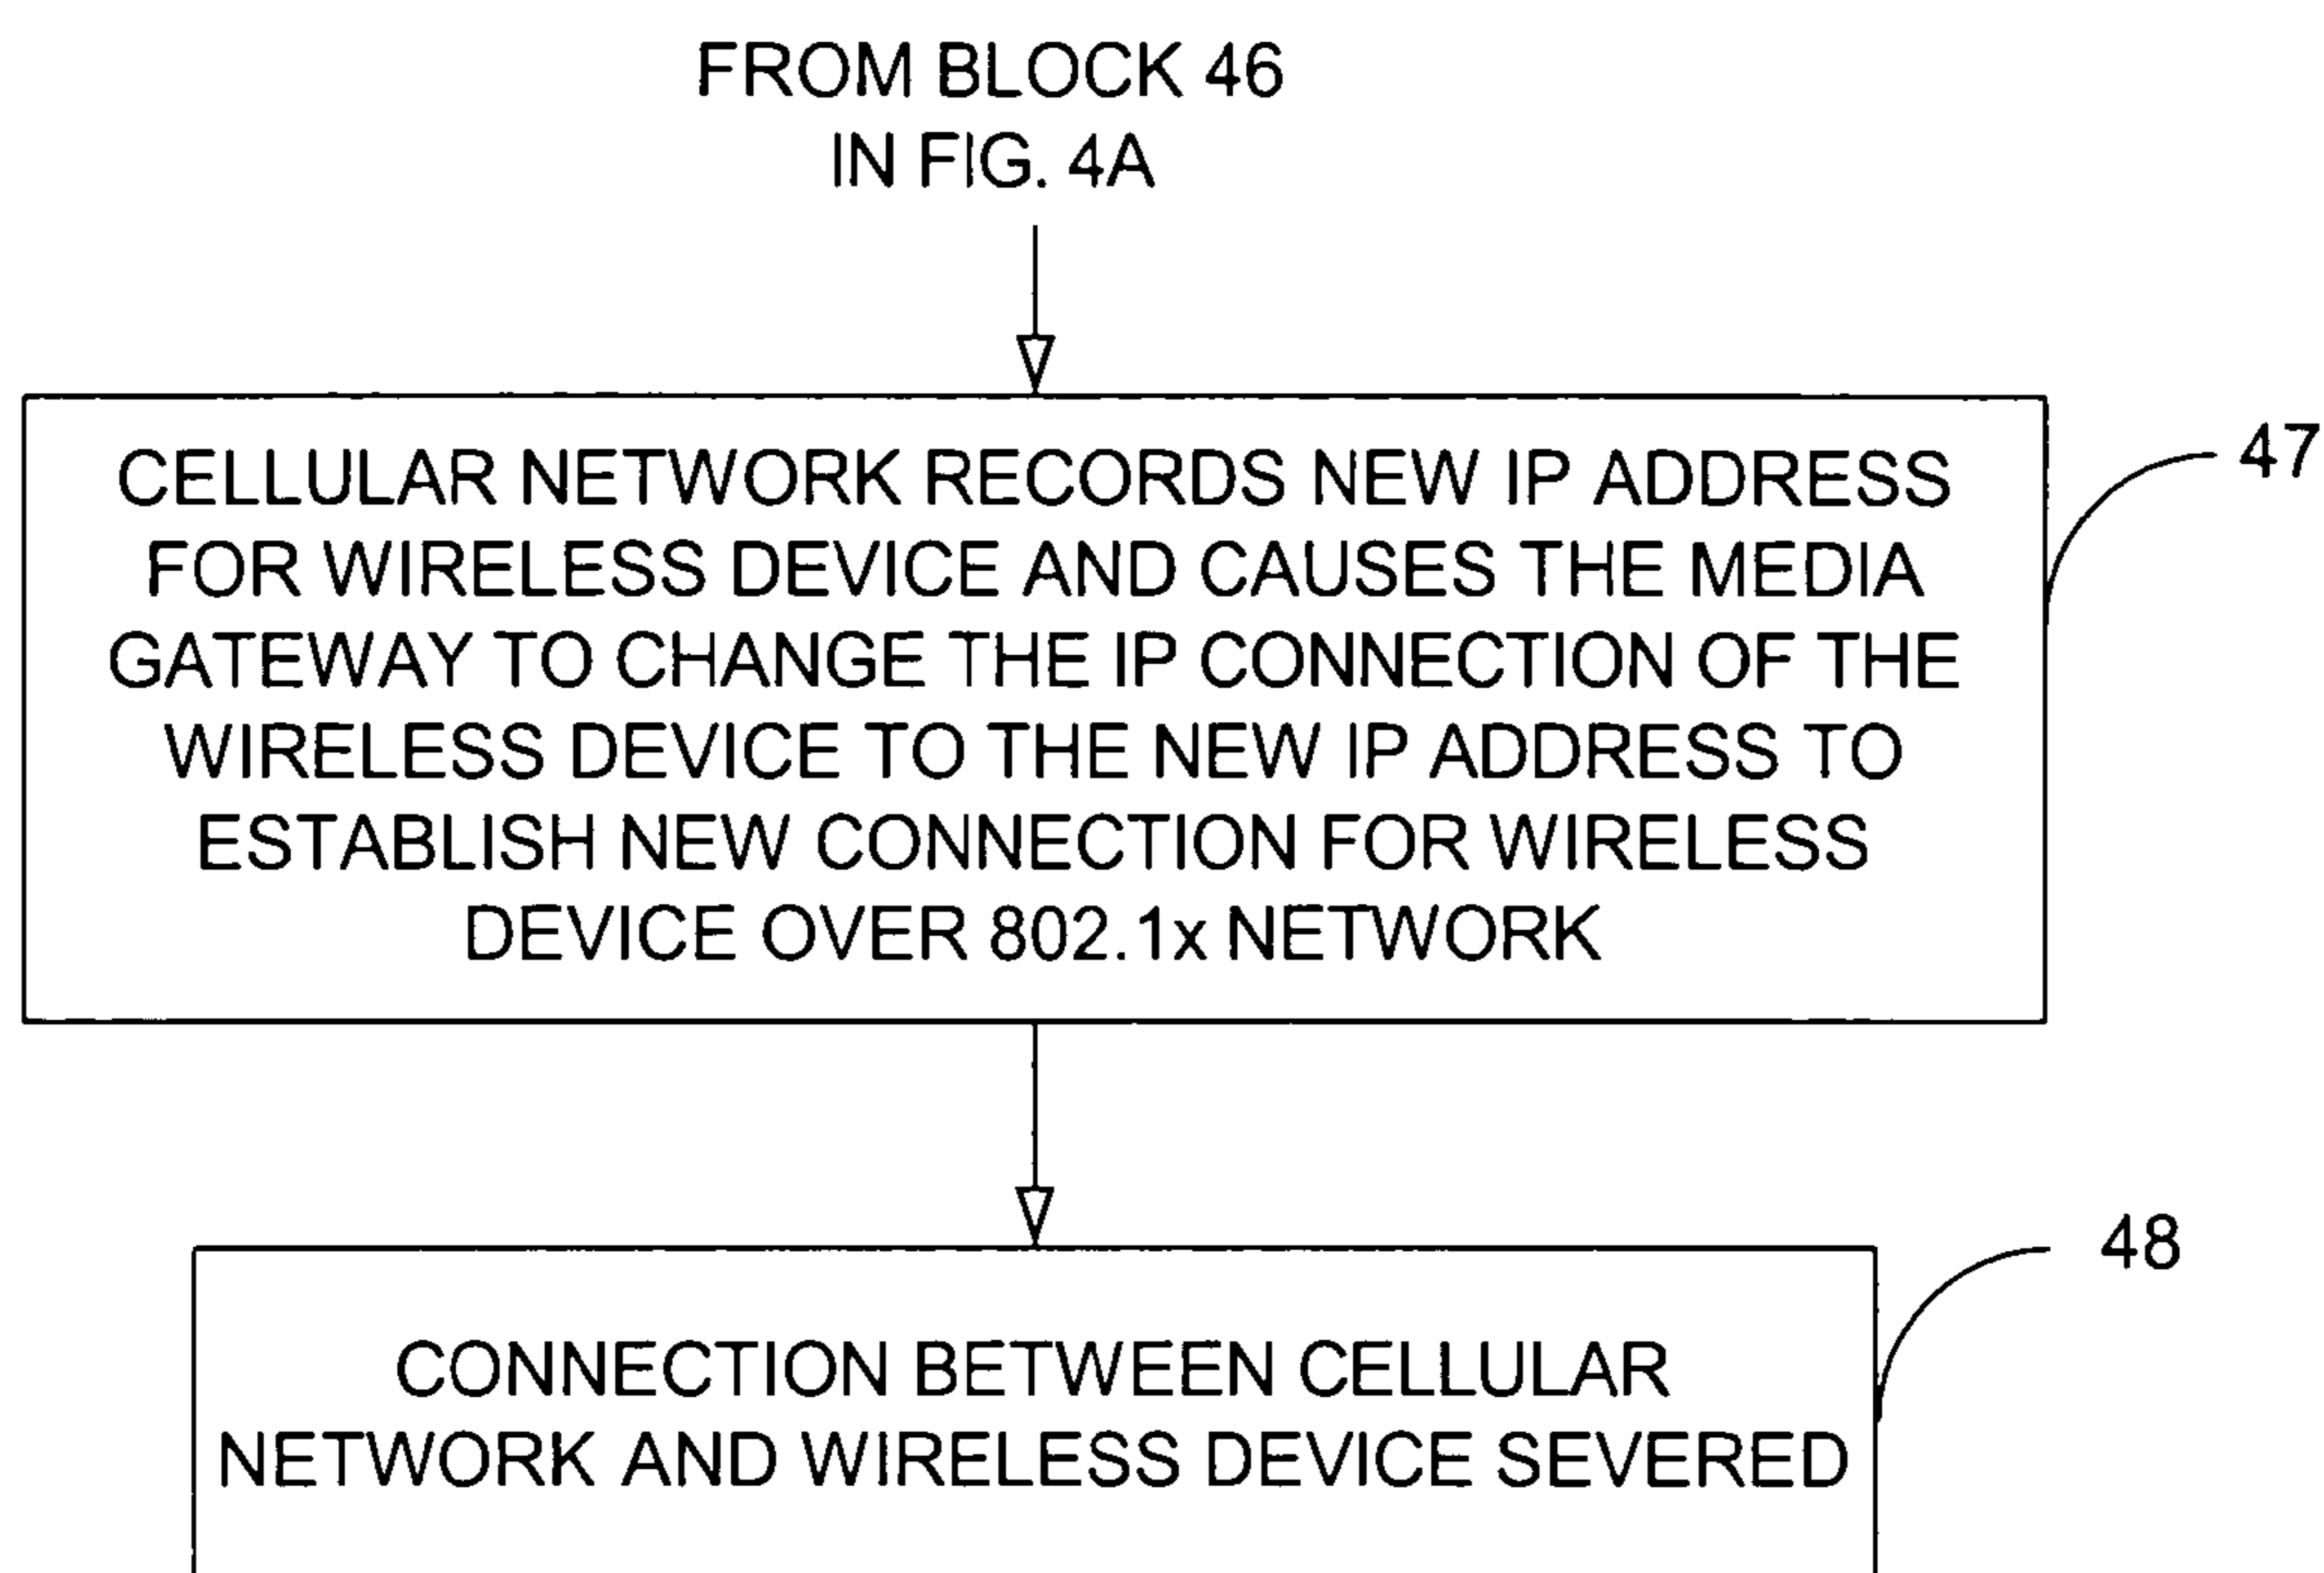 FROM BLOCK 46
IN FIG. 4A
CELLULAR NETWORK RECORDS NEW IP ADDRESS
FOR WIRELESS DEVICE AND CAUSES THE MEDIA
GATEWAY TO CHANGE THE IP CONNECTION OF THE
WIRELESS DEVICE TO THE NEW IP ADDRESS TO
ESTABLISH NEW CONNECTION FOR WIRELESS
DEVICE OVER 802.1x NETWORK
47
CONNECTION BETWEEN CELLULAR
NETWORK AND WIRELESS DEVICE SEVERED
48